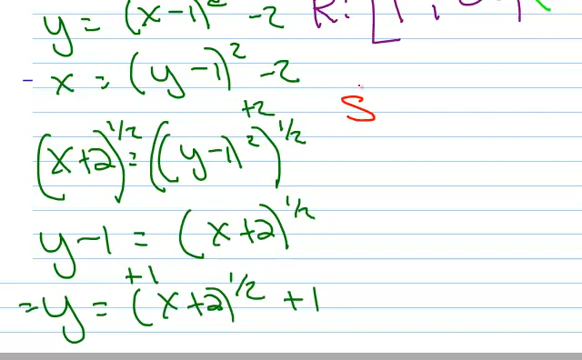 y = (x-1)² -2 R: [1,
- x = (y-1)² -2
+2
S
(x+2)^1/2 = ((y-1)²)^1/2
y-1 = (x+2)^1/2
+1
=y = (x+2)^1/2 +1